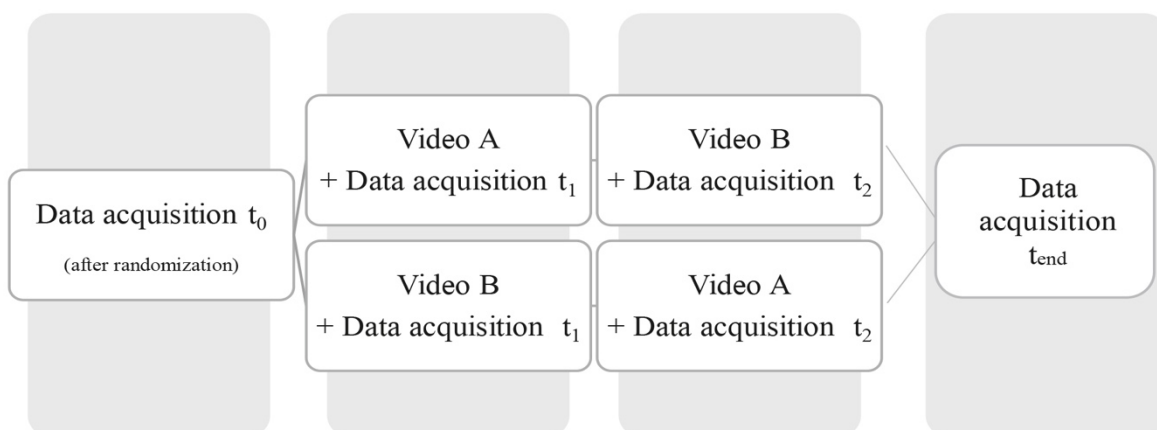 Data acquisition t₀
(after randomization)
Video A
+ Data acquisition t₁
Video B
+ Data acquisition t₂
Video B
+ Data acquisition t₁
Video A
+ Data acquisition t₂
Data
acquisition
tend